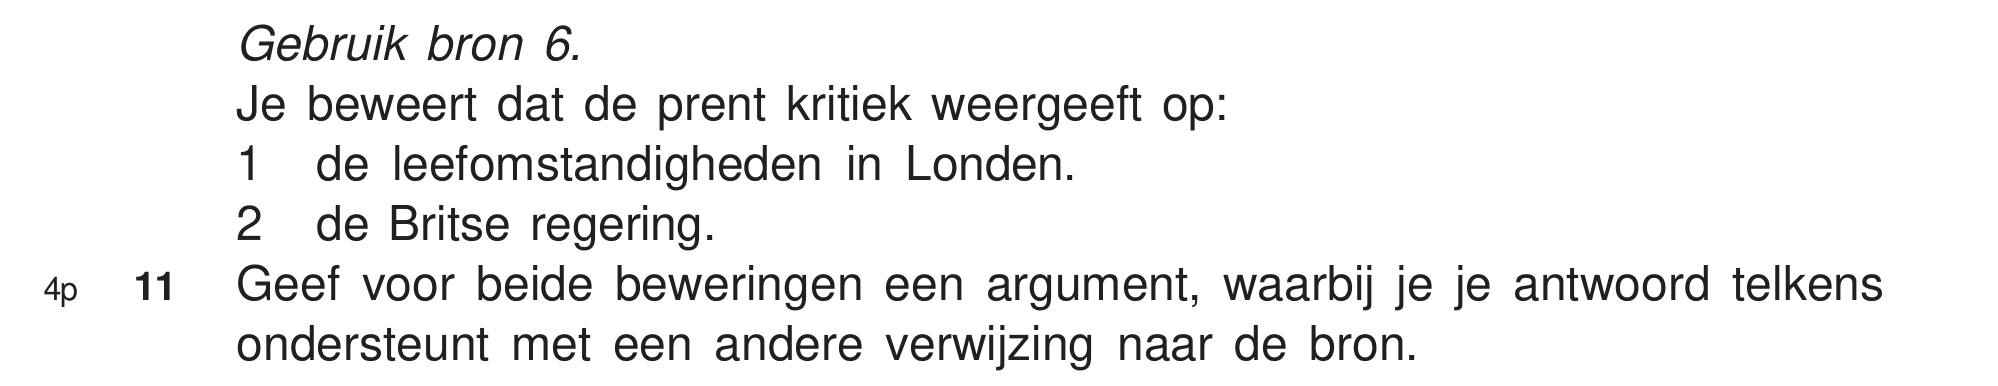 Gebruik bron 6.
Je beweert dat de prent kritiek weergeeft op:
1 de leefomstandigheden in Londen.
2 de Britse regering.
4p 11 Geef voor beide beweringen een argument, waarbij je je antwoord telkens
ondersteunt met een andere verwijzing naar de bron.